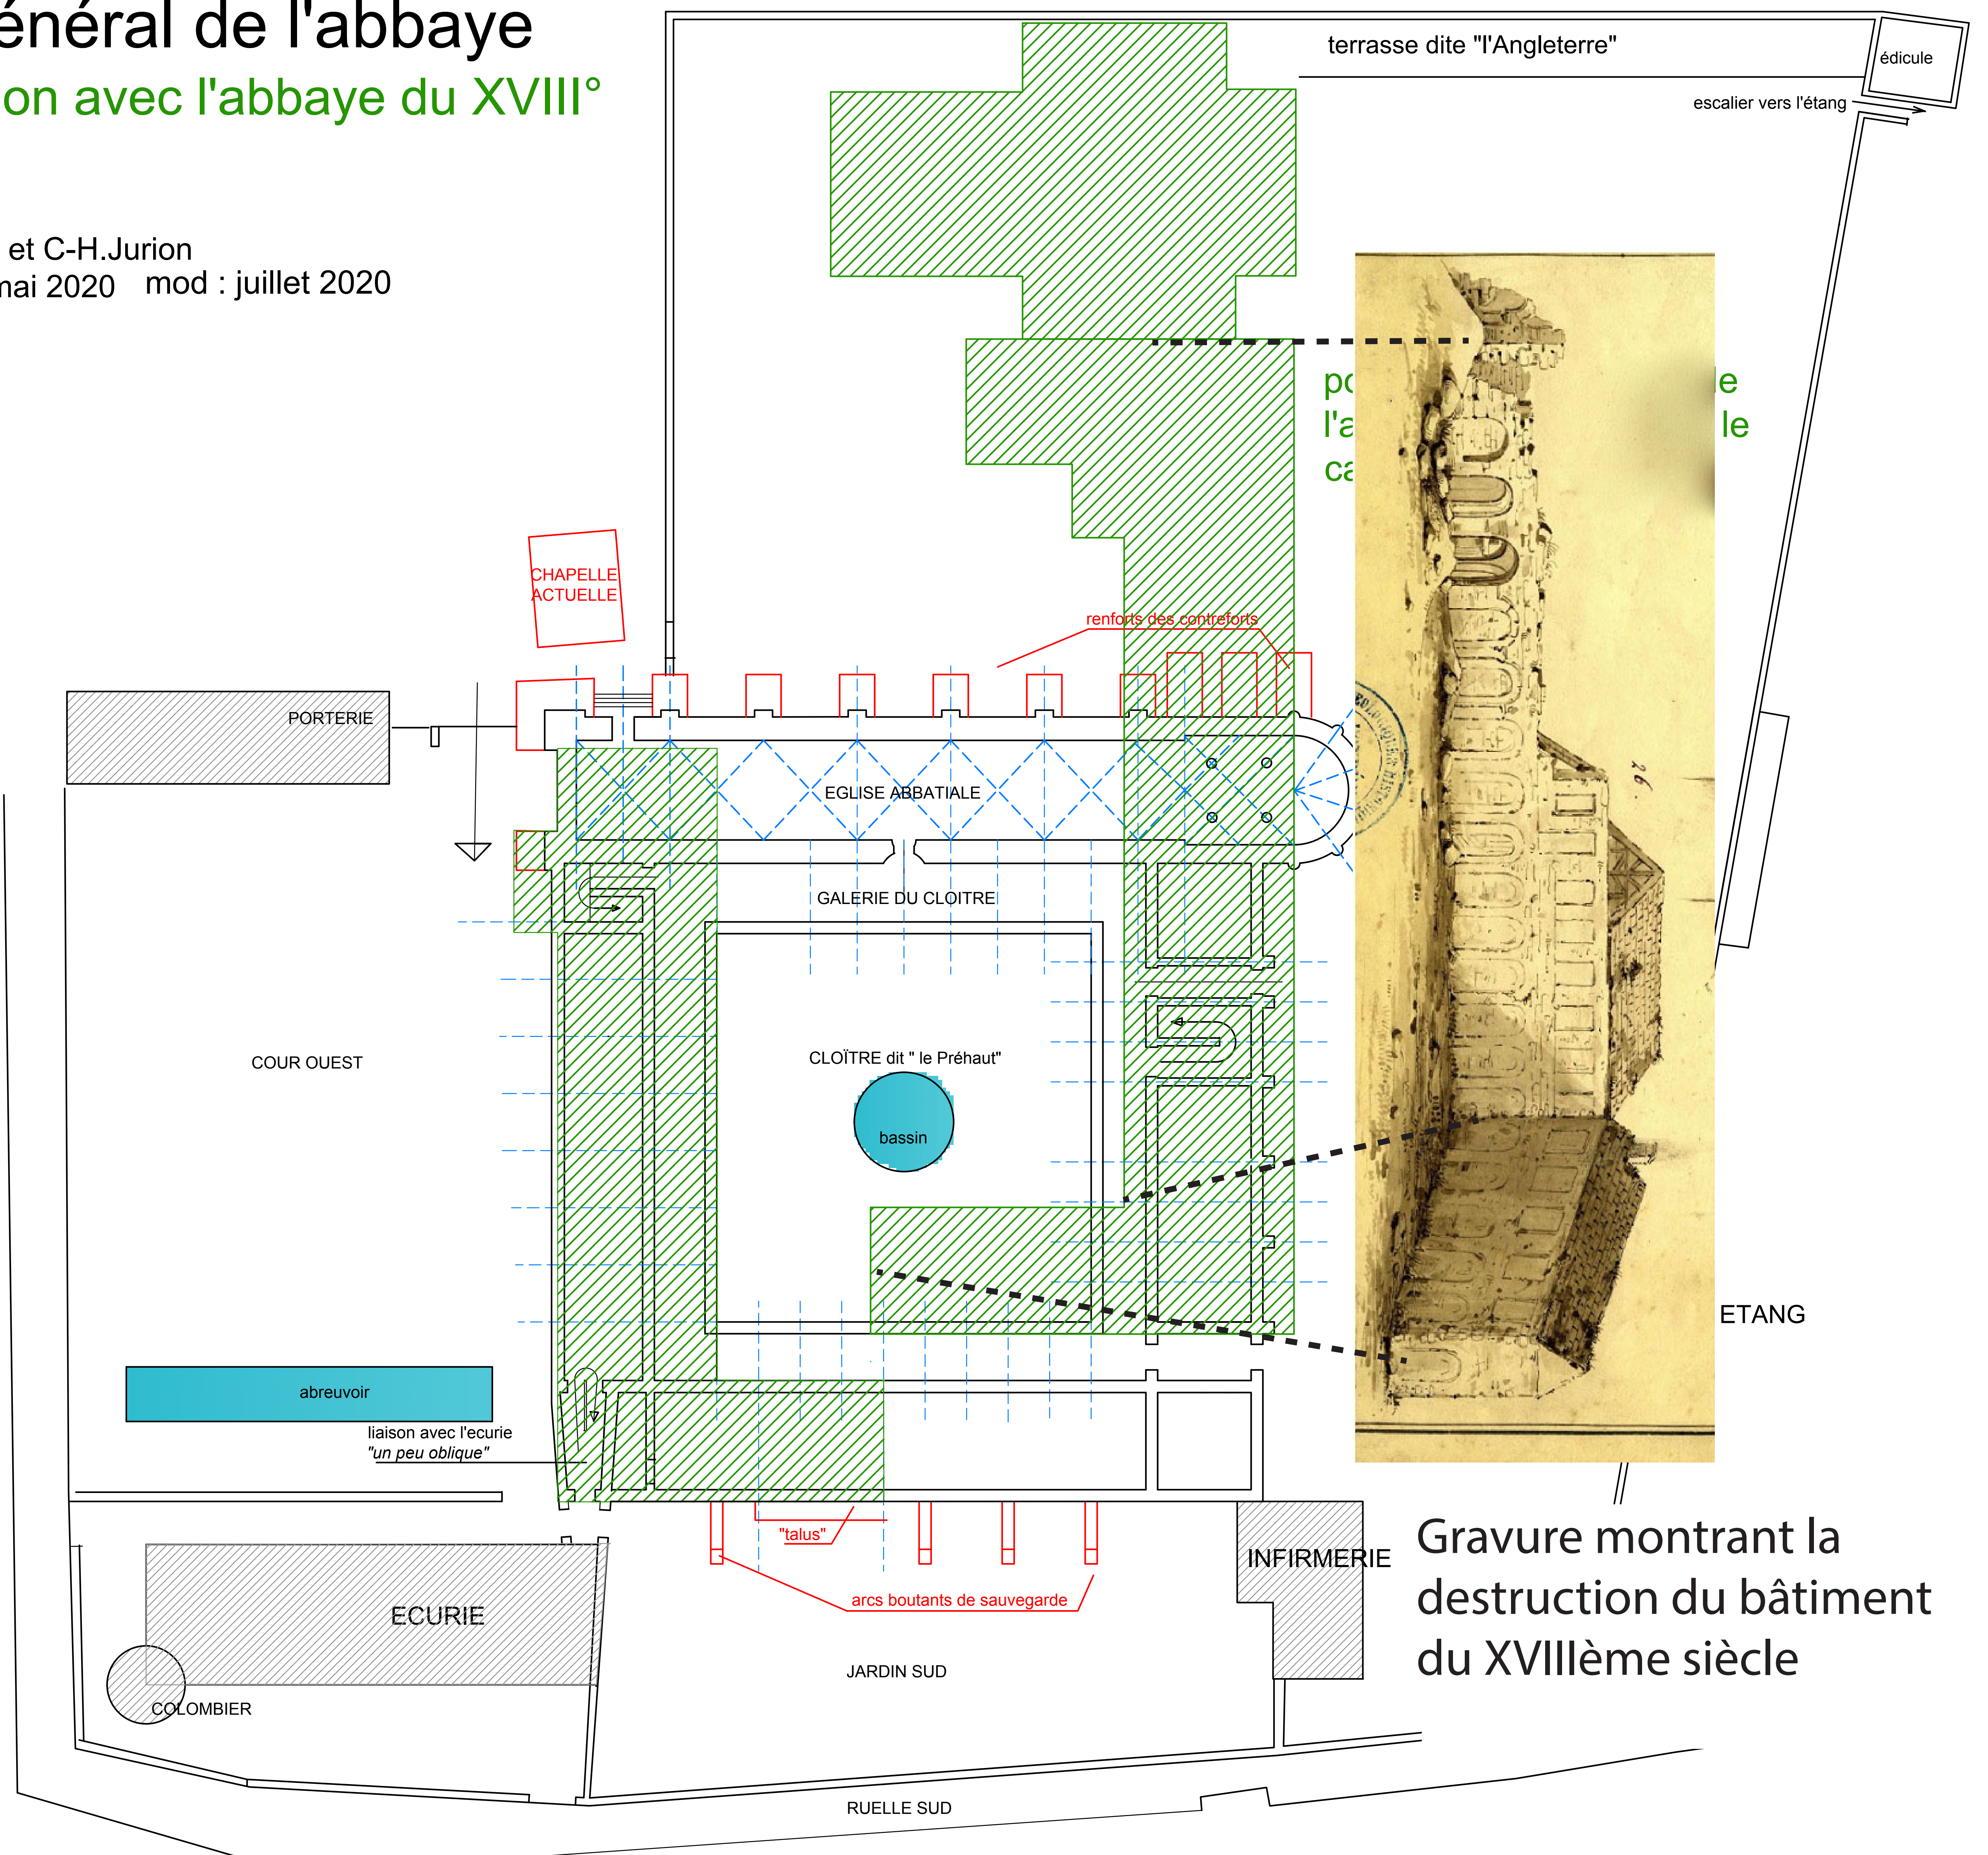 énéral de l'abbaye
on avec l'abbaye du XVIII°
et C-H.Jurion
mai 2020 mod : juillet 2020
terrasse dite "l'Angleterre"
édicule
escalier vers l'étang
le
CHAPELLE
ACTUELLE
renforts des contreforts
PORTERIE
EGLISE ABBATIALE
GALERIE DU CLOITRE
COUR OUEST
CLOÏTRE dit " le Préhaut"
bassin
26.
ETANG
abreuvoir
liaison avec l'ecurie
"un peu oblique"
"talus"
arcs boutants de sauvegarde
INFIRMERIE
ECURIE
COLOMBIER
JARDIN SUD
RUELLE SUD
Gravure montrant la
destruction du bâtiment
du XVIIIème siècle